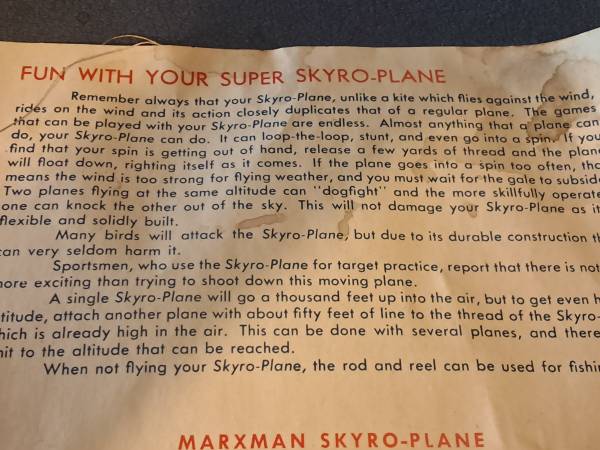 FUN WITH YOUR SUPER SKYRO-PLANE
Remember always that your Skyro-Plane, unlike a kite which flies against the wind,
rides on the wind and its action closely duplicates that of a regular plane. The games
that can be played with your Skyro-Plane are endless. Almost anything that a plane can
do, your Skyro-Plane can do. It can loop-the-loop, stunt, and even go into a spin. If you
find that your spin is getting out of hand, release a few yards of thread and the plane
will float down, righting itself as it comes. If the plane goes into a spin too often, tha
means the wind is too strong for flying weather, and you must wait for the gale to subside
Two planes flying at the same altitude can "dogfight" and the more skillfully operate
one can knock the other out of the sky. This will not damage your Skyro-Plane as it
flexible and solidly built.
Many birds will attack the Skyro-Plane, but due to its durable construction th
can very seldom harm it.
Sportsmen, who use the Skyro-Plane for target practice, report that there is not
more exciting than trying to shoot down this moving plane.
A single Skyro-Plane will go a thousand feet up into the air, but to get even h
titude, attach another plane with about fifty feet of line to the thread of the Skyro-
hich is already high in the air. This can be done with several planes, and there
mit to the altitude that can be reached.
When not flying your Skyro-Plane, the rod and reel can be used for fishin
MARXMAN SKYRO-PLANE